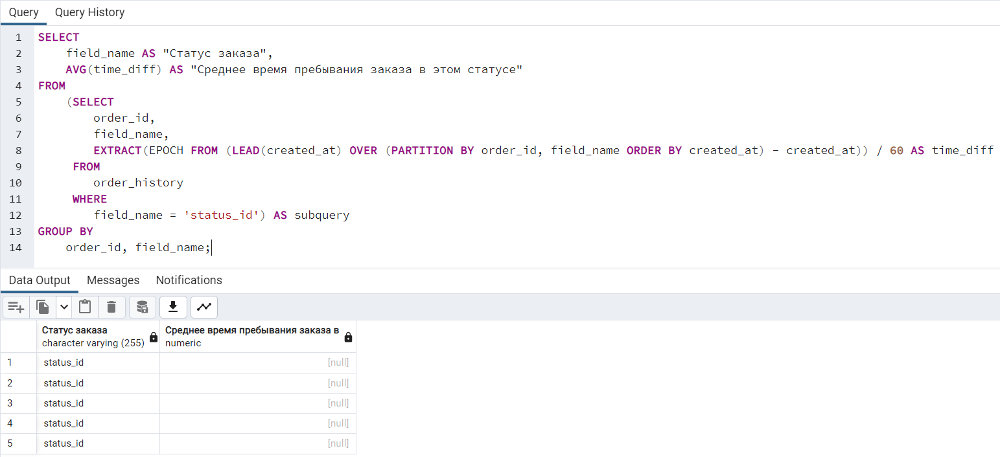 Query Query History
1 SELECT
2 field_name AS "Статус заказа",
3 AVG(time_diff) AS "Среднее время пребывания заказа в этом статусе"
4 FROM
5 (SELECT
6 order_id,
7 field_name,
8 EXTRACT(EPOCH FROM (LEAD(created_at) OVER (PARTITION BY order_id, field_name ORDER BY created_at) - created_at)) / 60 AS time_diff
9 FROM
10 order_history
11 WHERE
12 field_name = 'status_id') AS subquery
13 GROUP BY
14 order_id, field_name;
Data Output Messages Notifications
Статус заказа Среднее время пребывания заказа в
character varying (255) numeric
1 status_id [null]
2 status_id [null]
3 status_id [null]
4 status_id [null]
5 status_id [null]